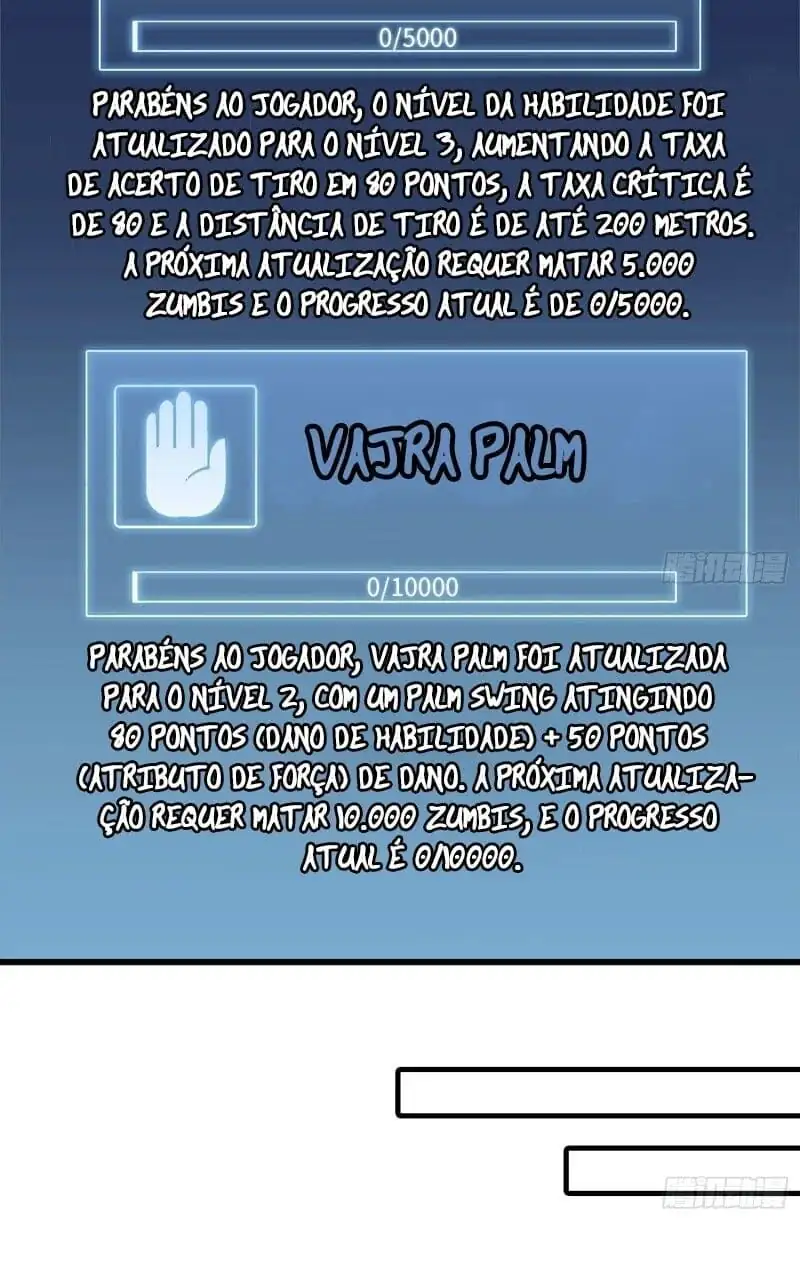 0/5000
PARABÉNS AO JOGADOR, O NÍVEL DA HABILIDADE FOI
ATUALIZADO PARA O NÍVEL 3, AUMENTANDO A TAXA
DE ACERTO DE TIRO EM 80 PONTOS, A TAXA CRÍTICA É
DE 80 E A DISTÂNCIA DE TIRO É DE ATÉ 200 METROS.
A PRÓXIMA ATUALIZAÇÃO REQUER MATAR 5.000
ZUMBIS E O PROGRESSO ATUAL É DE 0/5000.
VAJRA PALM
腾讯动漫
0/10000
PARABÉNS AO JOGADOR, VAJRA PALM FOI ATUALIZADA
PARA O NÍVEL 2, COM UM PALM SWING ATINGINDO
80 PONTOS (DANO DE HABILIDADE) + 50 PONTOS
(ATRIBUTO DE FORÇA) DE DANO. A PRÓXIMA ATUALIZA-
ÇÃO REQUER MATAR 10.000 ZUMBIS, E O PROGRESSO
ATUAL É 0/10000.
腾讯动漫